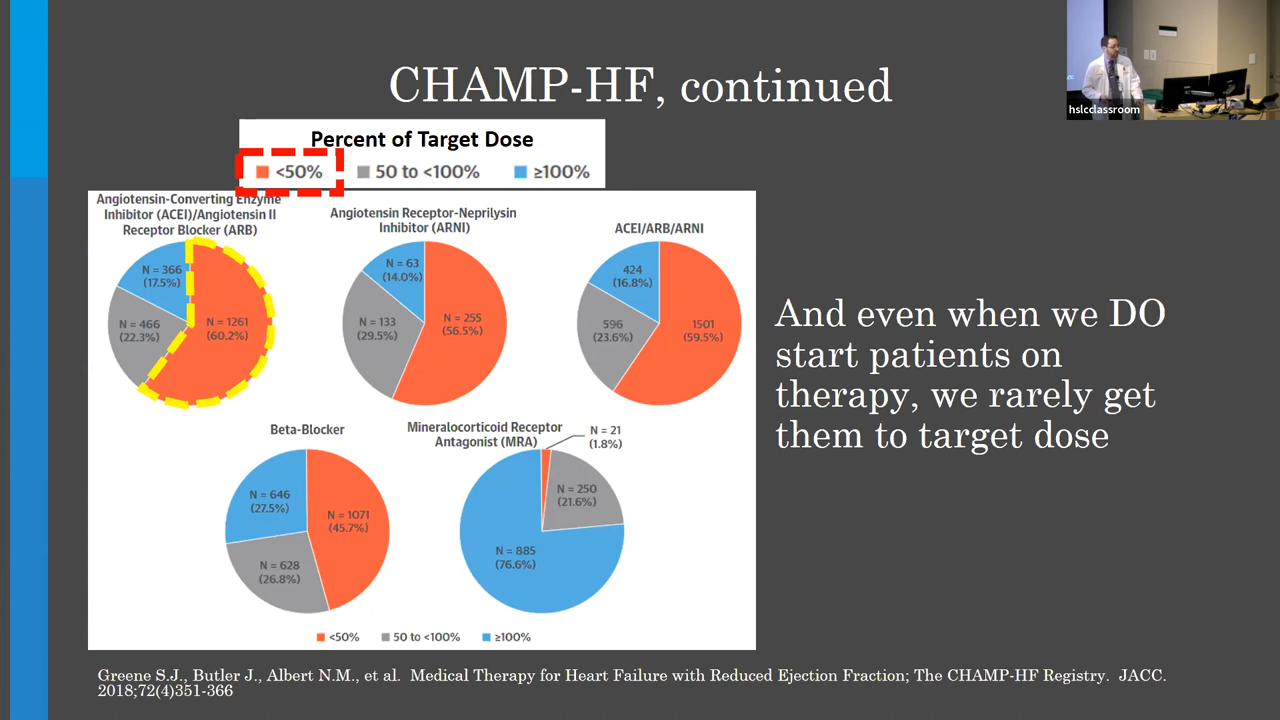 CHAMP-HF, continued
hslcclassroom
Percent of Target Dose
<50% 50 to <100% ≥100%
Angiotensin-Converting Enzyme
Inhibitor (ACEI)/Angiotensin II
Receptor Blocker (ARB)
N = 366
(17.5%)
N = 466
(22.3%)
N = 1261
(60.2%)
Angiotensin Receptor-Neprilysin
Inhibitor (ARNI)
N = 63
(14.0%)
N = 133
(29.5%)
N = 255
(56.5%)
ACEI/ARB/ARNI
424
(16.8%)
596
(23.6%)
1501
(59.5%)
And even when we DO
start patients on
therapy, we rarely get
them to target dose
Beta-Blocker
N = 646
(27.5%)
N = 1071
(45.7%)
N = 628
(26.8%)
Mineralocorticoid Receptor
Antagonist (MRA)
N = 21
(1.8%)
N = 250
(21.6%)
N = 885
(76.6%)
<50% 50 to <100% ≥100%
Greene S.J., Butler J., Albert N.M., et al. Medical Therapy for Heart Failure with Reduced Ejection Fraction; The CHAMP-HF Registry. JACC.
2018;72(4)351-366